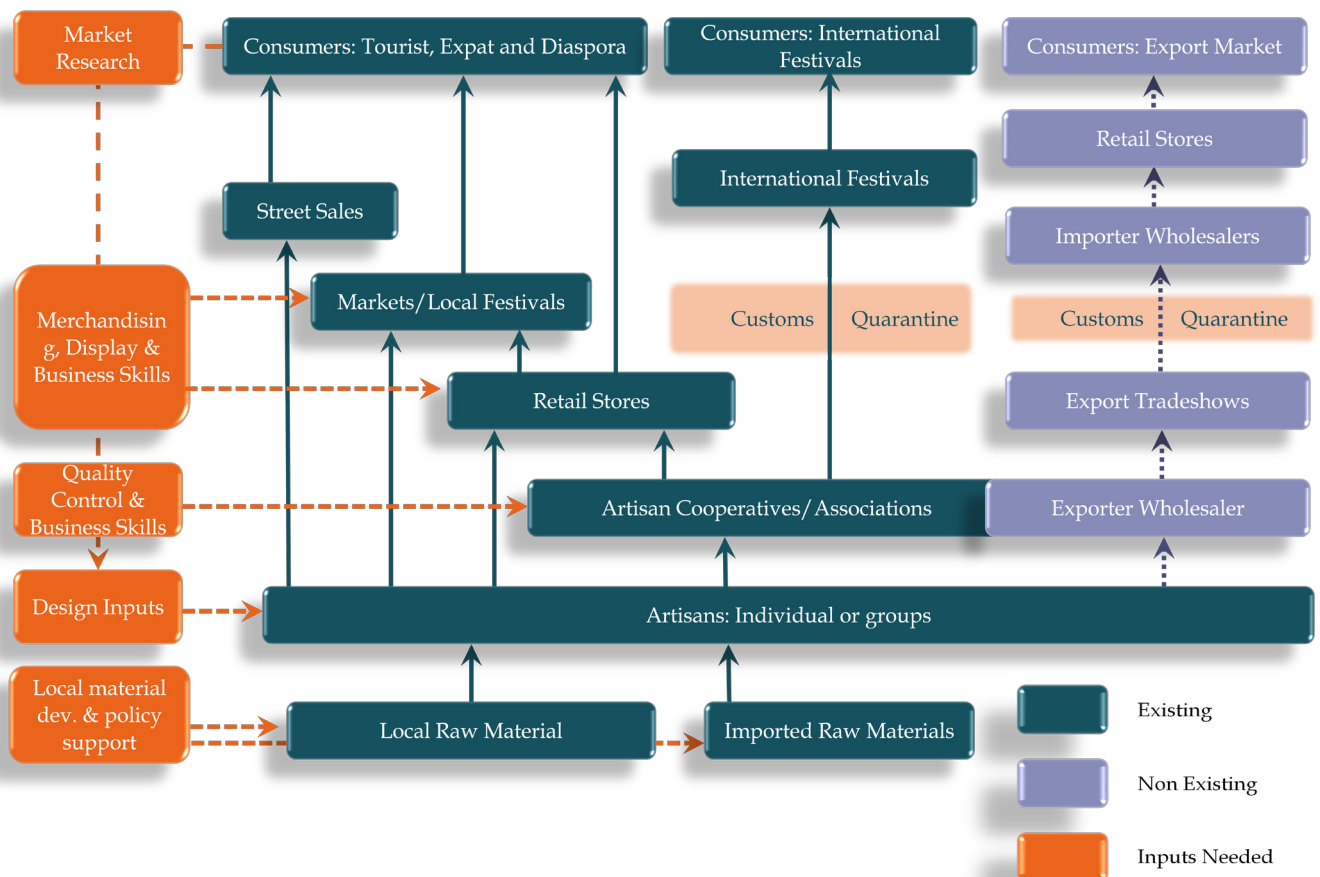 Market
Research
Consumers: Tourist, Expat and Diaspora
Consumers: International
Festivals
Consumers: Export Market
Retail Stores
International Festivals
Street Sales
Importer Wholesalers
Markets/Local Festivals
Merchandisin
g, Display &
Business Skills
Customs
Quarantine
Customs
Quarantine
Retail Stores
Export Tradeshows
Quality
Control &
Business Skills
Artisan Cooperatives/Associations
Exporter Wholesaler
Design Inputs
Artisans: Individual or groups
Local material
dev. & policy
support
Local Raw Material
Imported Raw Materials
Existing
Non Existing
Inputs Needed